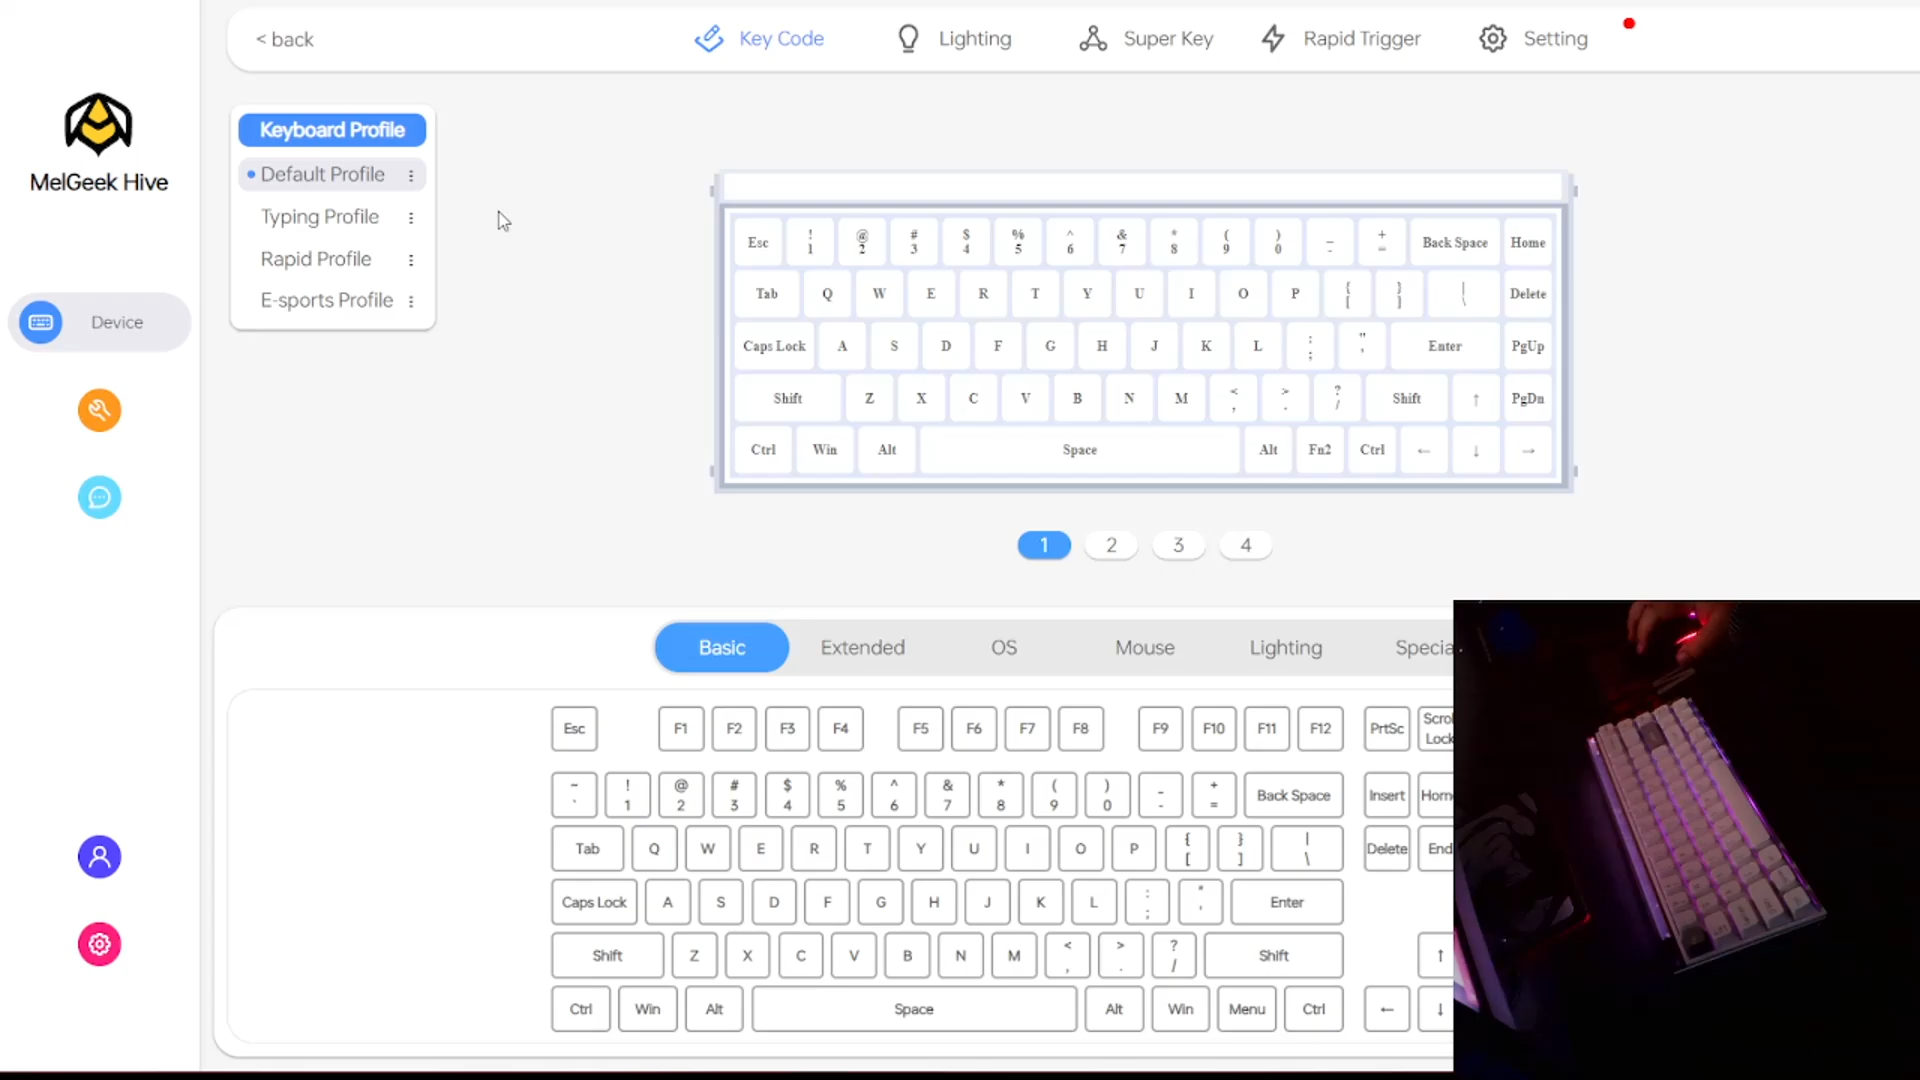 < back
Key Code
Lighting
Super Key
Rapid Trigger
Setting
MelGeek Hive
Device
Keyboard Profile
Default Profile
Typing Profile
Rapid Profile
E-sports Profile
Esc ! 1 @ 2 # 3 $ 4 % 5 ^ 6 & 7 * 8 ( 9 ) 0 _ - + = Back Space Home
Tab Q W E R T Y U I O P { [ } ] | \ Delete
Caps Lock A S D F G H J K L : ; " ' Enter PgUp
Shift Z X C V B N M < , > . ? / Shift ↑ PgDn
Ctrl Win Alt Space Alt Fn2 Ctrl ← ↓ →
1 2 3 4
Basic Extended OS Mouse Lighting Specia
Esc F1 F2 F3 F4 F5 F6 F7 F8 F9 F10 F11 F12 PrtSc Scro Lock
~ ` ! 1 @ 2 # 3 $ 4 % 5 ^ 6 & 7 * 8 ( 9 ) 0 _ - + = Back Space Insert Hom
Tab Q W E R T Y U I O P { [ } ] | \ Delete End
Caps Lock A S D F G H J K L : ; " ' Enter
Shift Z X C V B N M < , > . ? / Shift ↑
Ctrl Win Alt Space Alt Win Menu Ctrl ← ↓